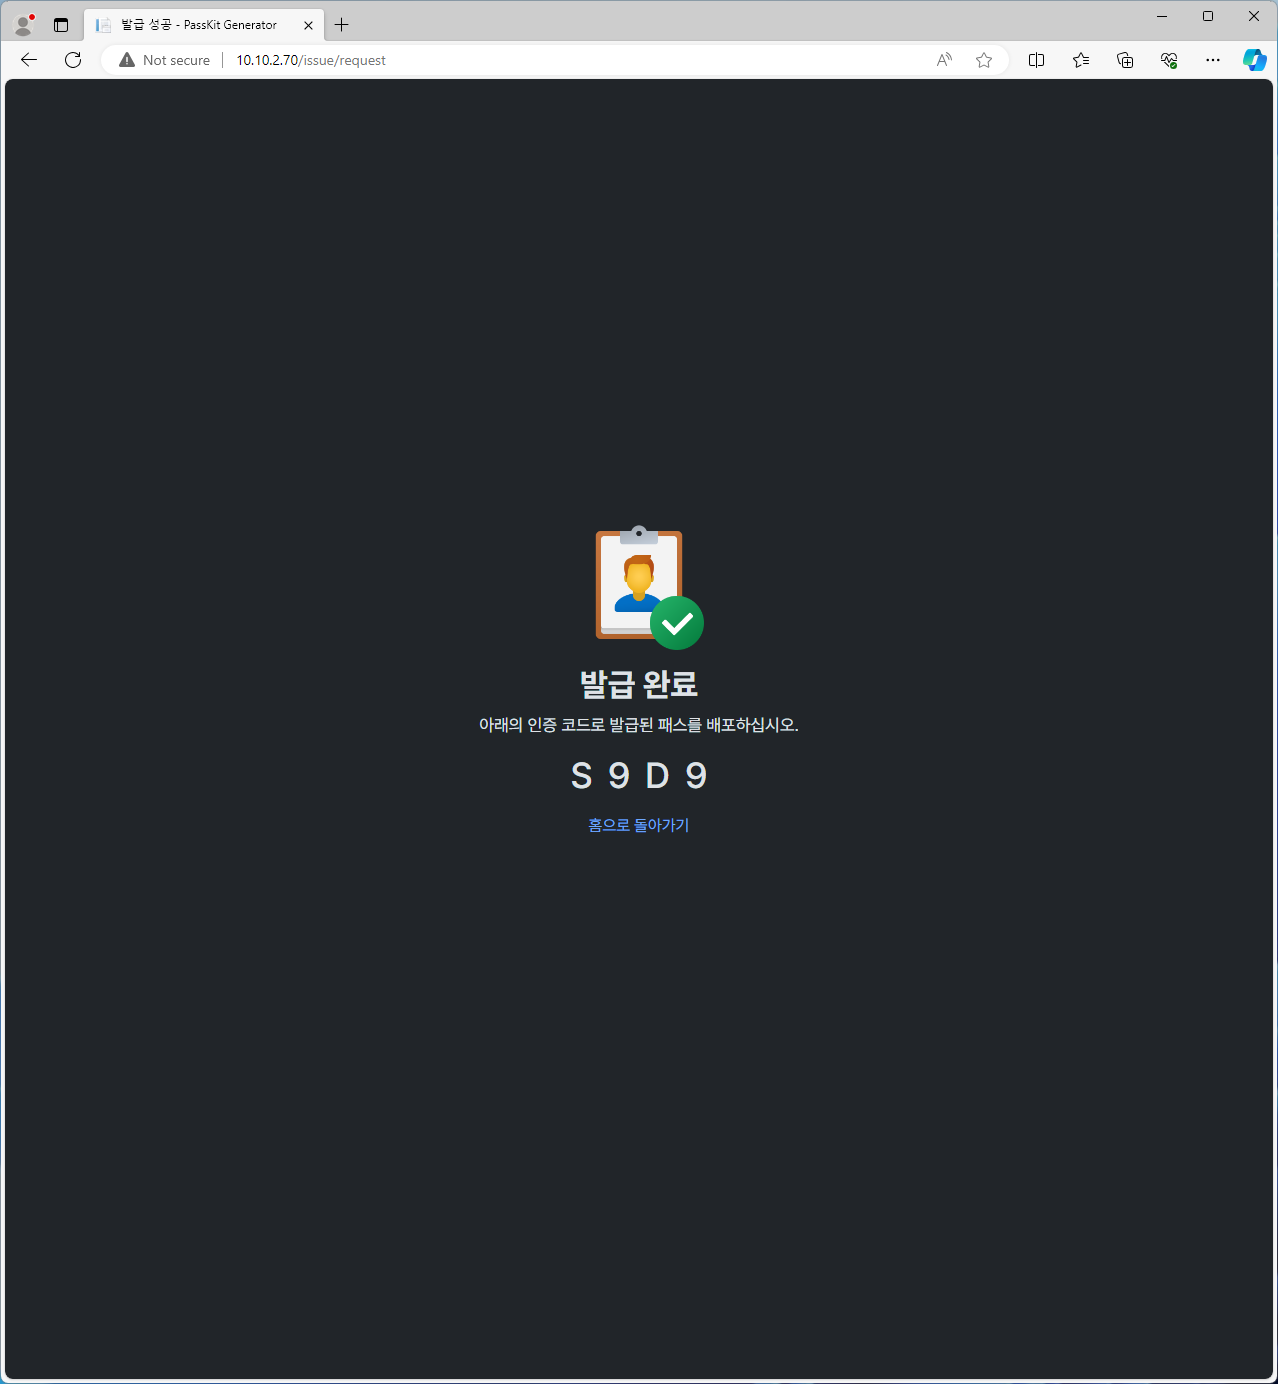 발급 성공 - PassKit Generator
Not secure
10.10.2.70/issue/request
발급 완료
아래의 인증 코드로 발급된 패스를 배포하십시오.
S 9 D 9
홈으로 돌아가기